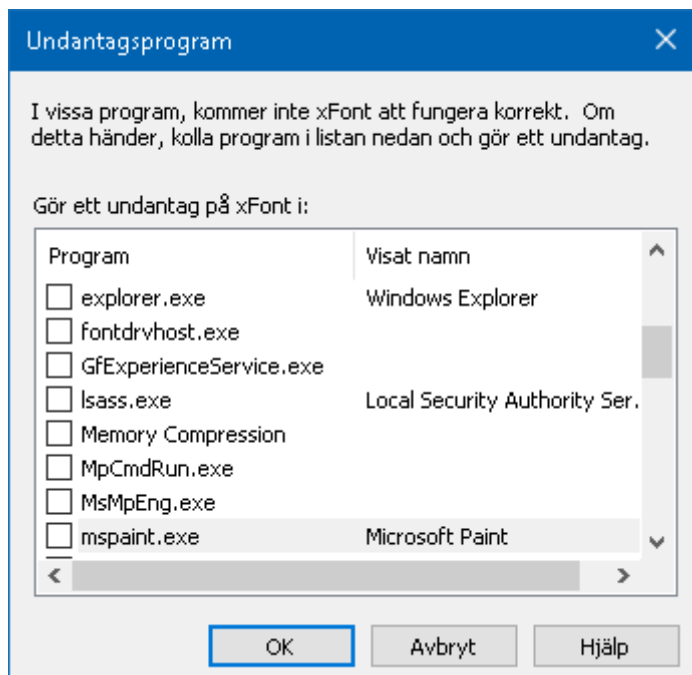 Undantagsprogram
I vissa program, kommer inte xFont att fungera korrekt. Om
detta händer, kolla program i listan nedan och gör ett undantag.
Gör ett undantag på xFont i:
Program Visat namn
explorer.exe Windows Explorer
fontdrvhost.exe
GfExperienceService.exe
lsass.exe Local Security Authority Ser.
Memory Compression
MpCmdRun.exe
MsMpEng.exe
mspaint.exe Microsoft Paint
OK Avbryt Hjälp